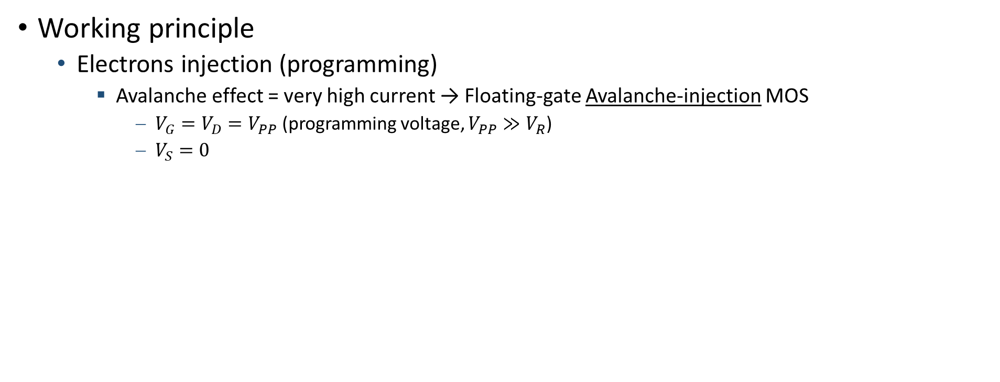 • Working principle
• Electrons injection (programming)
▪ Avalanche effect = very high current → Floating-gate Avalanche-injection MOS
– $V_G = V_D = V_{PP}$ (programming voltage, $V_{PP} \gg V_R$)
– $V_S = 0$